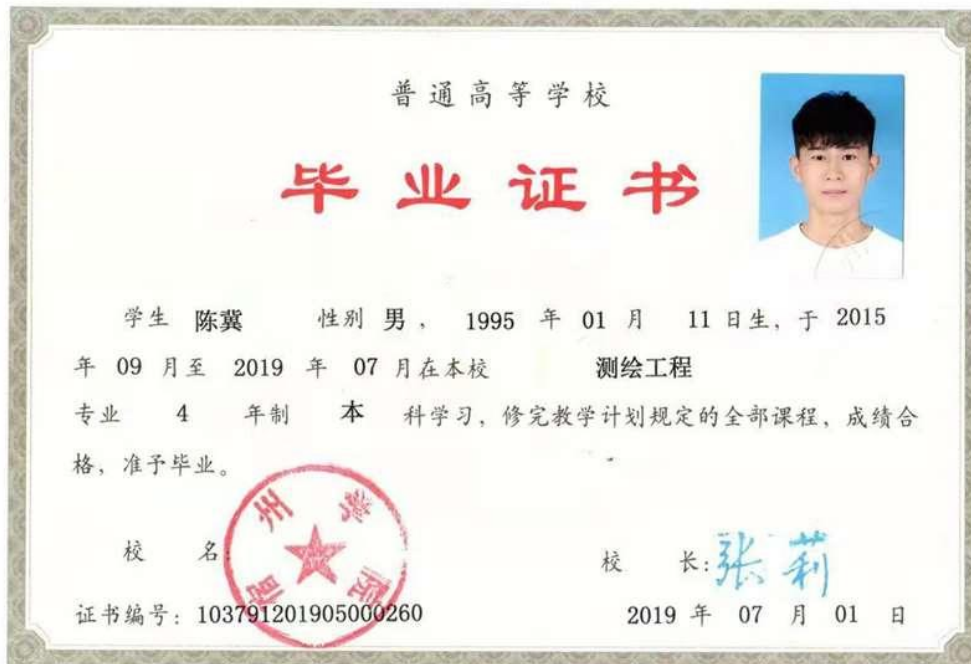 普通高等学校
毕业证书
学生 陈冀 性别 男， 1995 年 01 月 11 日生，于 2015
年 09 月至 2019 年 07 月在本校 测绘工程
专业 4 年制 本 科学习，修完教学计划规定的全部课程，成绩合
格，准予毕业。
宿州学院
校 名：
校 长：张莉
证书编号：103791201905000260
2019 年 07 月 01 日